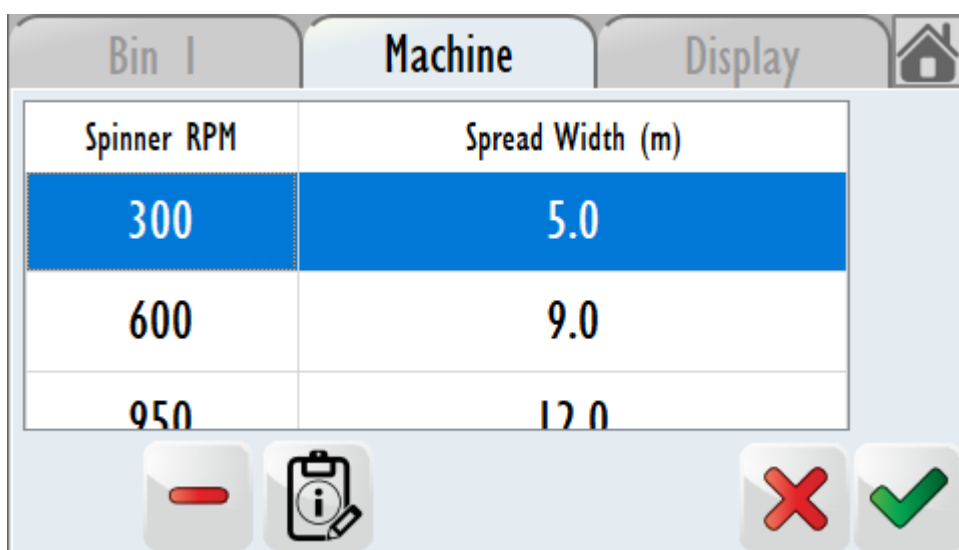 Bin 1 Machine Display
Spinner RPM Spread Width (m)
300 5.0
600 9.0
950 12.0